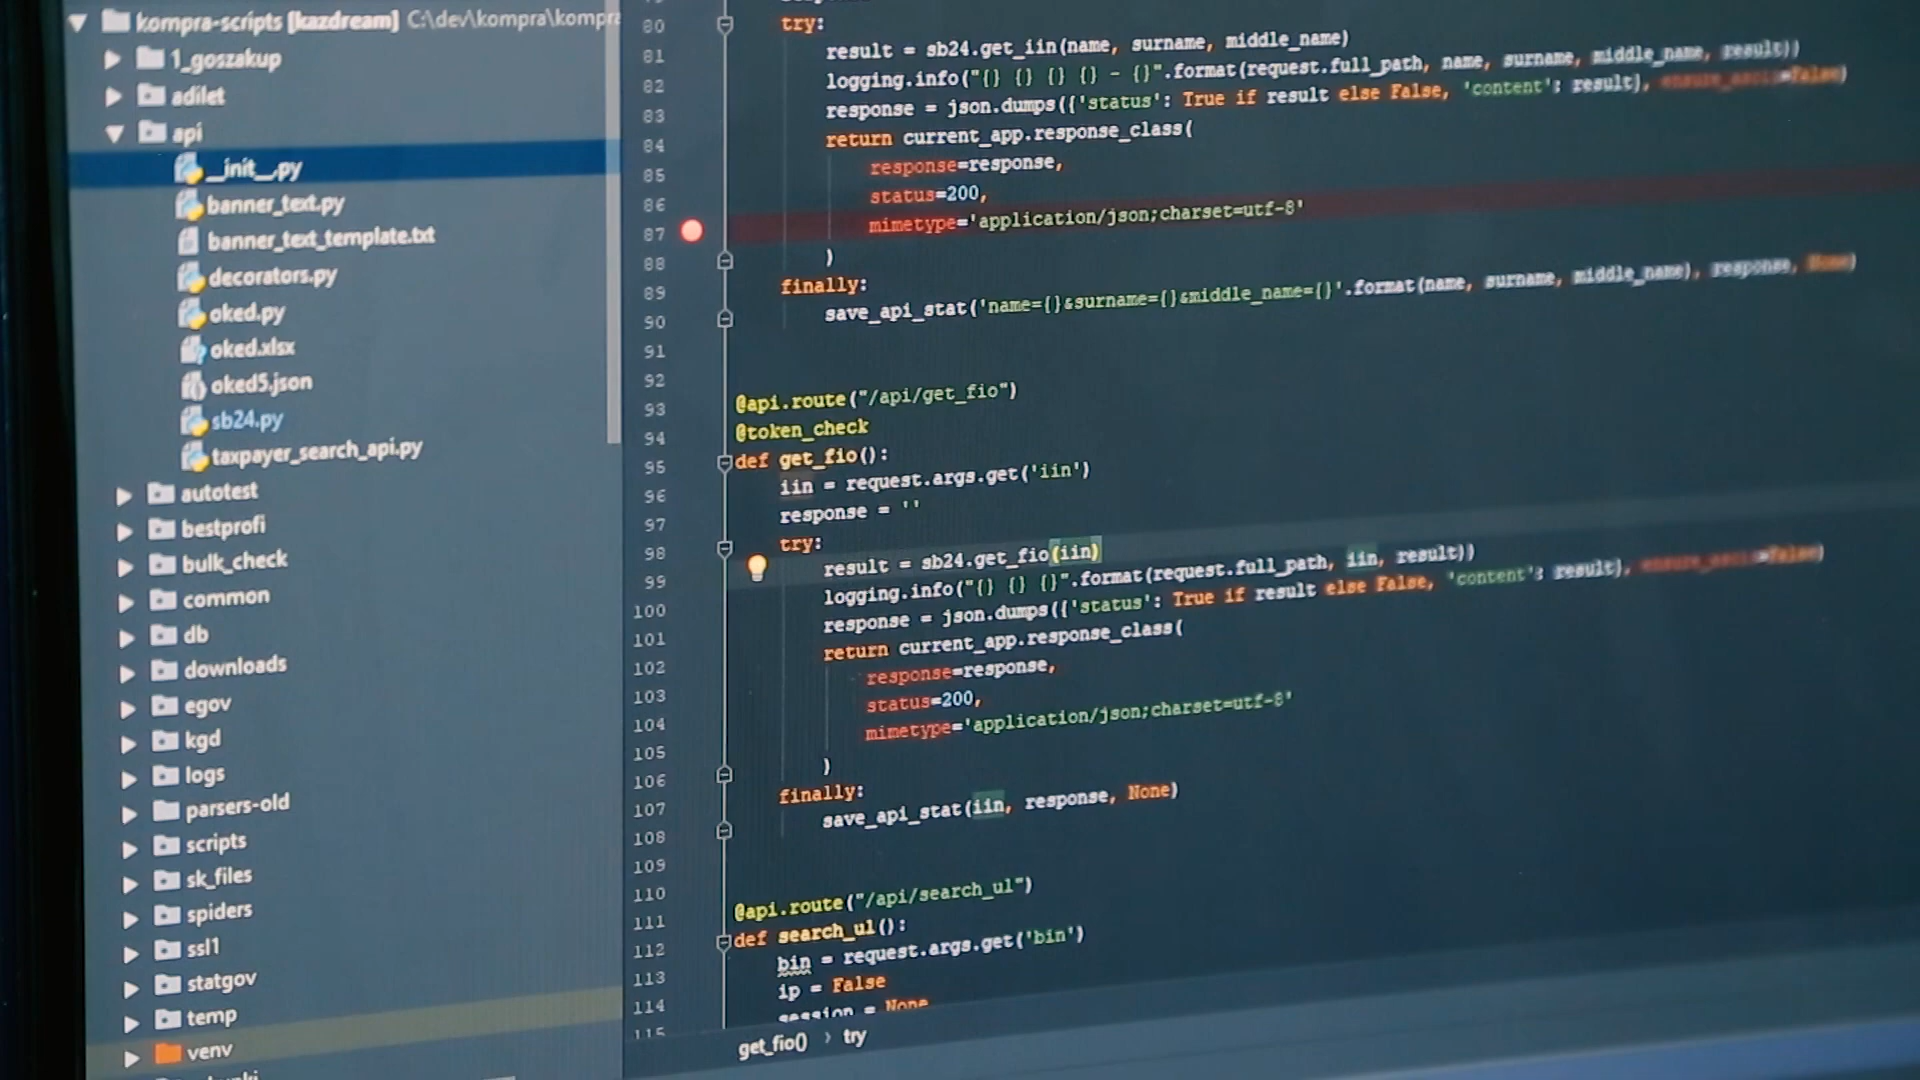 kompra-scripts [kazdream] C:\dev\kompra\kompra
1_goszakup
adilet
api
__init__.py
banner_text.py
banner_text_template.txt
decorators.py
oked.py
oked.xlsx
oked5.json
sb24.py
taxpayer_search_api.py
autotest
bestprofi
bulk_check
common
db
downloads
egov
kgd
logs
parsers-old
scripts
sk_files
spiders
ssl1
statgov
temp
venv
80
81
82
83
84
85
86
87
88
89
90
91
92
93
94
95
96
97
98
99
100
101
102
103
104
105
106
107
108
109
110
111
112
113
114
115
try:
result = sb24.get_iin(name, surname, middle_name)
logging.info("{} {} {} {} - {}".format(request.full_path, name, surname, middle_name, result))
response = json.dumps({'status': True if result else False, 'content': result}, ensure_ascii=False)
return current_app.response_class(
response=response,
status=200,
mimetype='application/json;charset=utf-8'
)
finally:
save_api_stat('name={}&surname={}&middle_name={}'.format(name, surname, middle_name), response, None)
@api.route("/api/get_fio")
@token_check
def get_fio():
iin = request.args.get('iin')
response = ''
try:
result = sb24.get_fio(iin)
logging.info("{} {} {}".format(request.full_path, iin, result))
response = json.dumps({'status': True if result else False, 'content': result}, ensure_ascii=False)
return current_app.response_class(
response=response,
status=200,
mimetype='application/json;charset=utf-8'
)
finally:
save_api_stat(iin, response, None)
@api.route("/api/search_ul")
def search_ul():
bin = request.args.get('bin')
ip = False
session = None
get_fio() › try